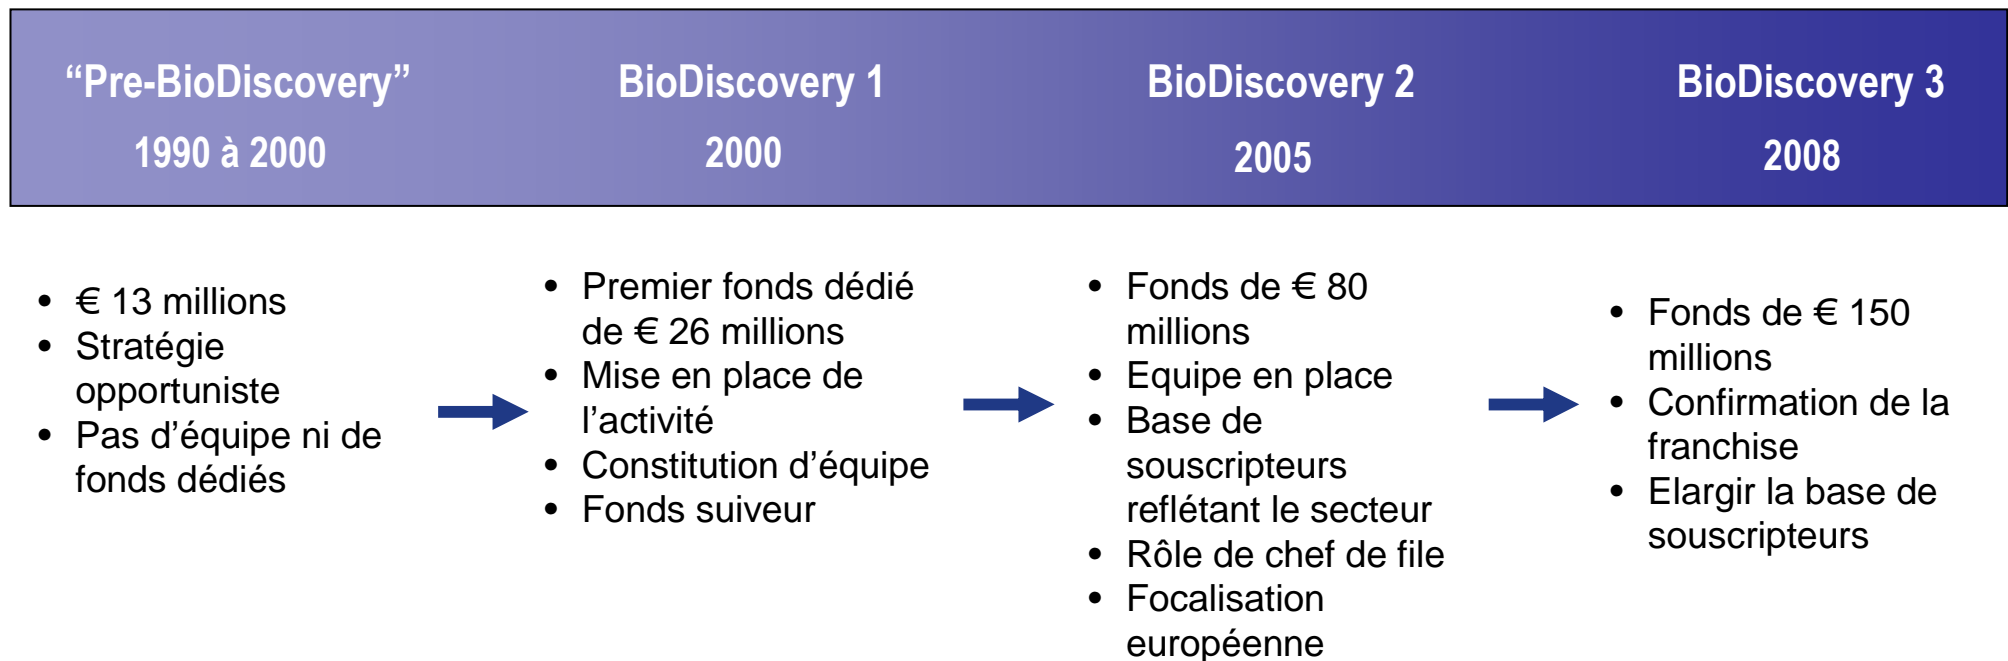 “Pre-BioDiscovery”
1990 à 2000
BioDiscovery 1
2000
BioDiscovery 2
2005
BioDiscovery 3
2008
• € 13 millions
• Stratégie
opportuniste
• Pas d’équipe ni de
fonds dédiés
• Premier fonds dédié
de € 26 millions
• Mise en place de
l’activité
• Constitution d’équipe
• Fonds suiveur
• Fonds de € 80
millions
• Equipe en place
• Base de
souscripteurs
reflétant le secteur
• Rôle de chef de file
• Focalisation
européenne
• Fonds de € 150
millions
• Confirmation de la
franchise
• Elargir la base de
souscripteurs